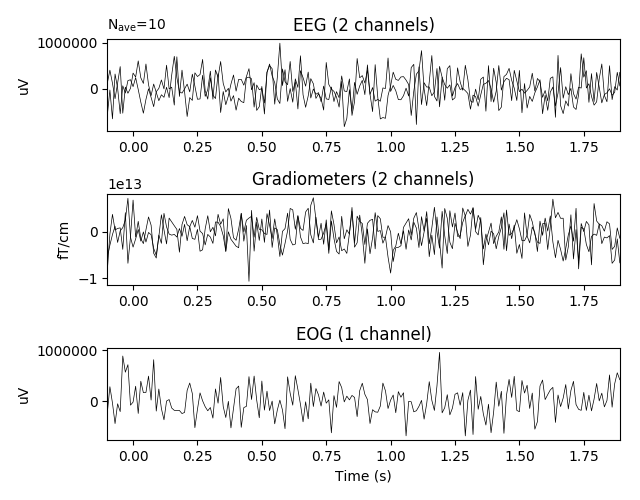 N_ave=10 EEG (2 channels)
1000000
0
uV
0.00 0.25 0.50 0.75 1.00 1.25 1.50 1.75
1e13 Gradiometers (2 channels)
0
−1
fT/cm
0.00 0.25 0.50 0.75 1.00 1.25 1.50 1.75
EOG (1 channel)
1000000
0
uV
0.00 0.25 0.50 0.75 1.00 1.25 1.50 1.75
Time (s)